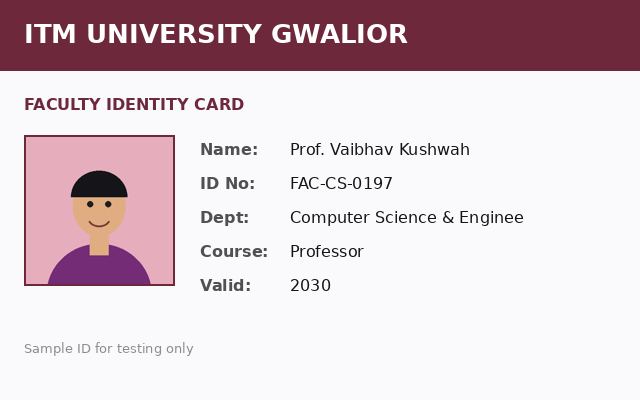 ITM UNIVERSITY GWALIOR
FACULTY IDENTITY CARD
Name: Prof. Vaibhav Kushwah
ID No: FAC-CS-0197
Dept: Computer Science & Enginee
Course: Professor
Valid: 2030
Sample ID for testing only